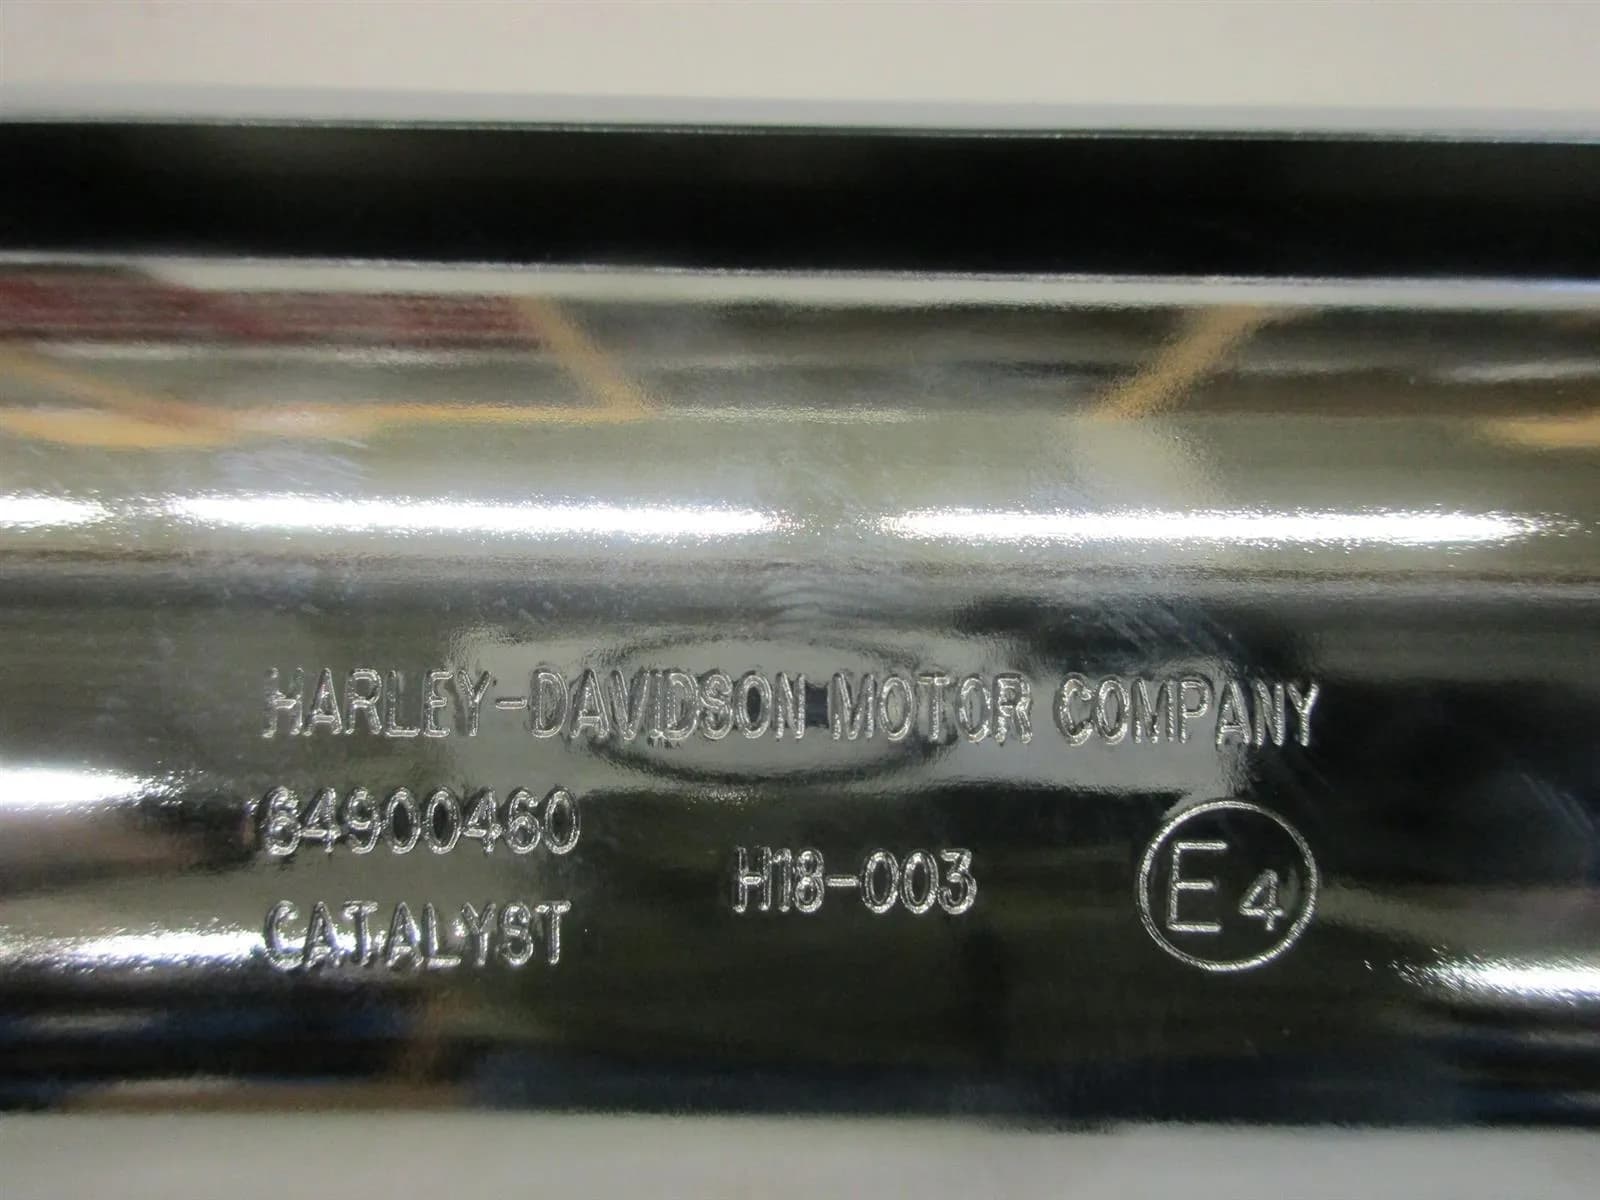 HARLEY-DAVIDSON MOTOR COMPANY
64900460
H18-003
E4
CATALYST